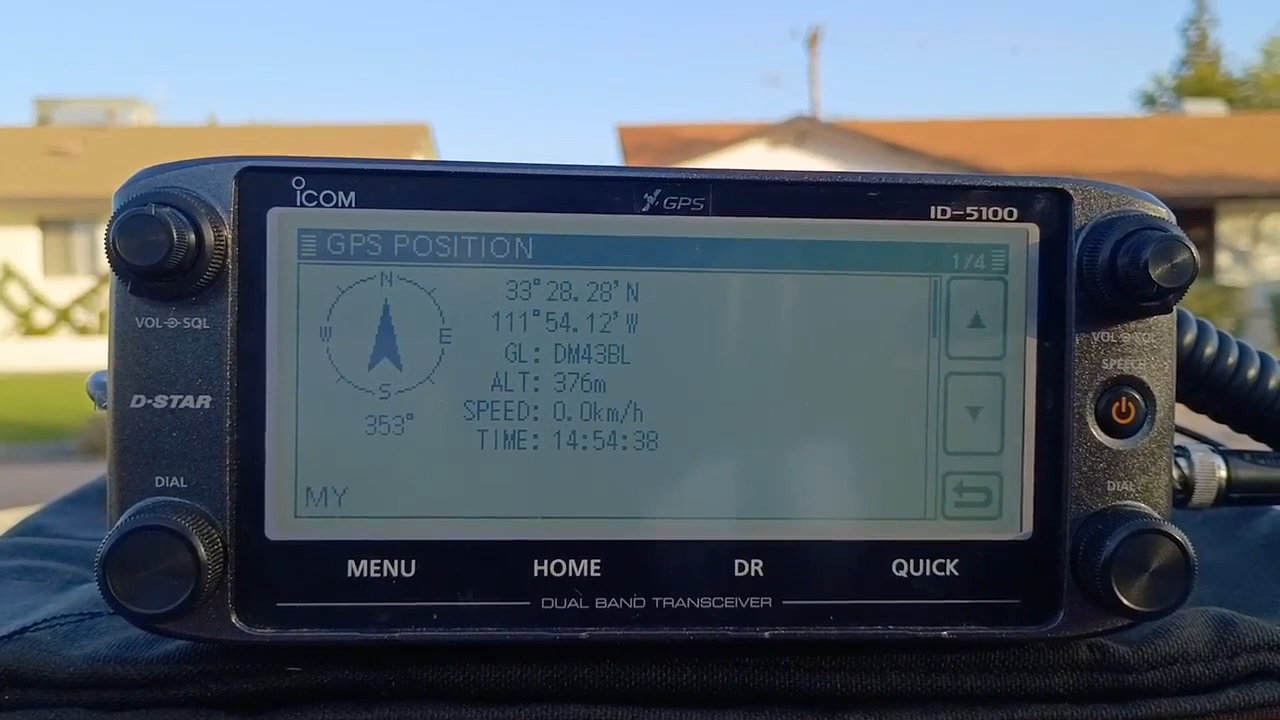 ICOM
GPS
ID-5100
GPS POSITION
1/4
N
W
E
S
353°
33°28.28'N
111°54.12'W
GL: DM43BL
ALT: 376m
SPEED: 0.0km/h
TIME: 14:54:38
MY
VOL SQL
D-STAR
DIAL
VOL SQL
SPEECH
DIAL
MENU
HOME
DR
QUICK
DUAL BAND TRANSCEIVER